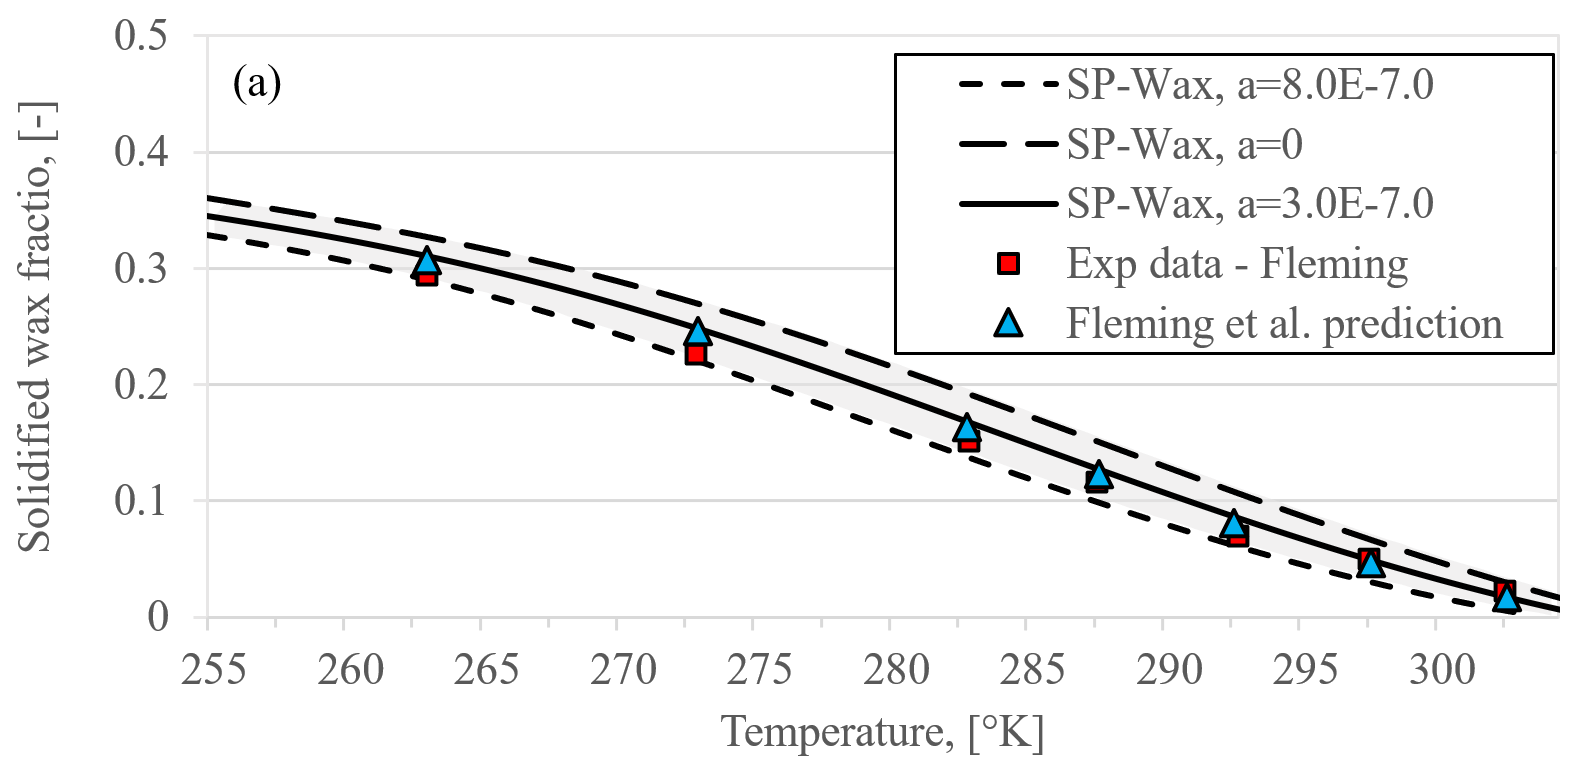 0.5
(a)
SP-Wax, a=8.0E-7.0
SP-Wax, a=0
SP-Wax, a=3.0E-7.0
Exp data - Fleming
Fleming et al. prediction
0.4
0.3
0.2
0.1
0
Solidified wax fractio, [-]
255 260 265 270 275 280 285 290 295 300
Temperature, [°K]